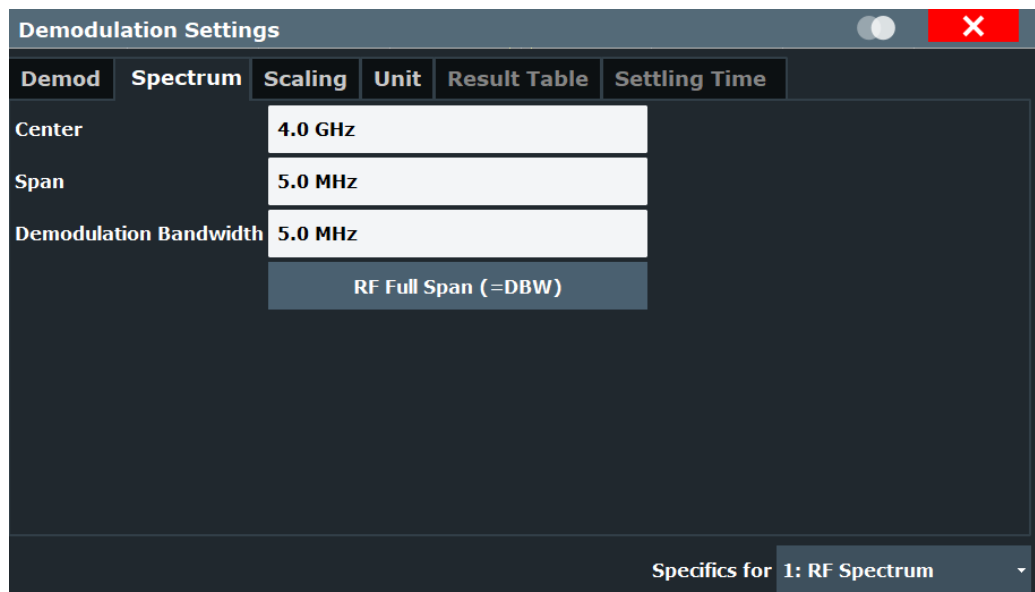 Demodulation Settings
Demod Spectrum Scaling Unit Result Table Settling Time
Center 4.0 GHz
Span 5.0 MHz
Demodulation Bandwidth 5.0 MHz
RF Full Span (=DBW)
Specifics for 1: RF Spectrum